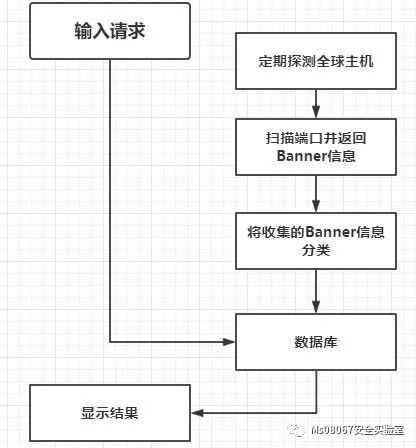 输入请求
定期探测全球主机
扫描端口并返回
Banner信息
将收集的Banner信息
分类
数据库
显示结果
Ms08067安全实验室